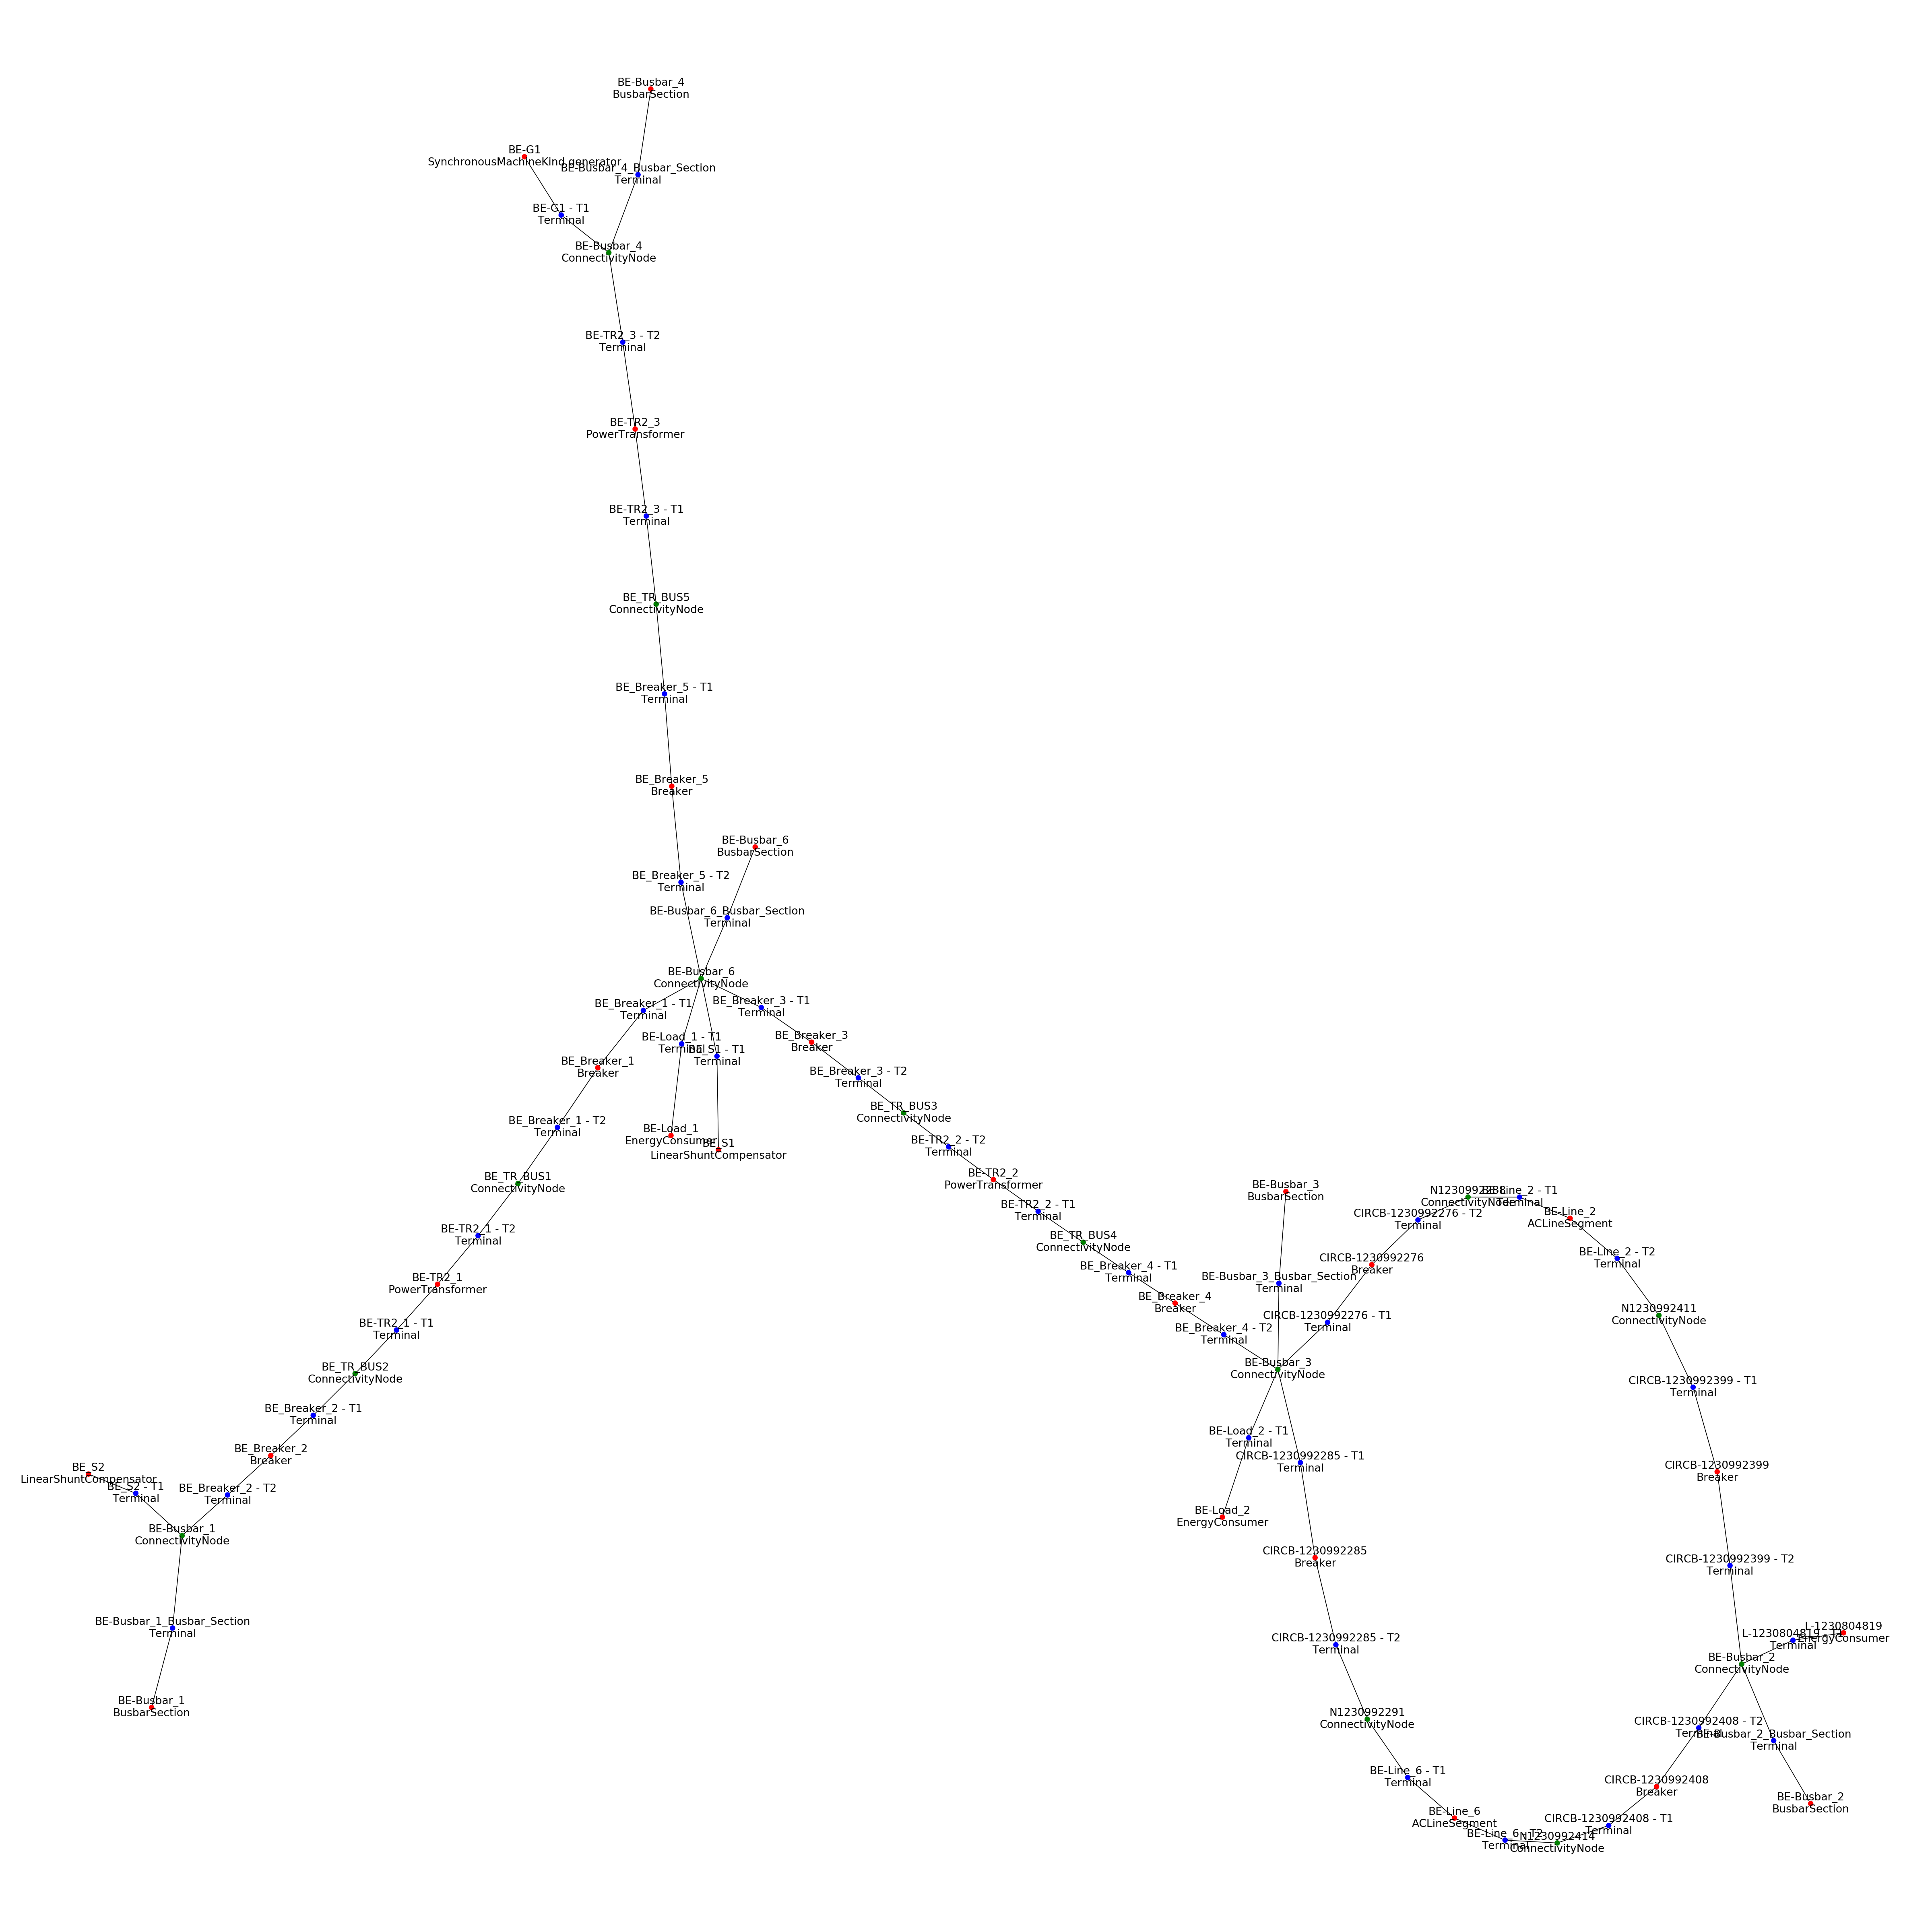 BE-Busbar_4
BusbarSection
BE-G1
SynchronousMachineKind.generator
BE-Busbar_4_Busbar_Section
Terminal
BE-G1 - T1
Terminal
BE-Busbar_4
ConnectivityNode
BE-TR2_3 - T2
Terminal
BE-TR2_3
PowerTransformer
BE-TR2_3 - T1
Terminal
BE_TR_BUS5
ConnectivityNode
BE_Breaker_5 - T1
Terminal
BE_Breaker_5
Breaker
BE-Busbar_6
BusbarSection
BE_Breaker_5 - T2
Terminal
BE-Busbar_6_Busbar_Section
Terminal
BE-Busbar_6
ConnectivityNode
BE_Breaker_1 - T1
Terminal
BE_Breaker_3 - T1
Terminal
BE-Load_1 - T1
Terminal
BE_S1 - T1
Terminal
BE_Breaker_3
Breaker
BE_Breaker_1
Breaker
BE_Breaker_3 - T2
Terminal
BE_TR_BUS3
ConnectivityNode
BE_Breaker_1 - T2
Terminal
BE-Load_1
EnergyConsumer
BE_S1
LinearShuntCompensator
BE-TR2_2 - T2
Terminal
BE-TR2_2
PowerTransformer
BE_TR_BUS1
ConnectivityNode
BE-TR2_2 - T1
Terminal
BE-Busbar_3
BusbarSection
ConnectivityNode
BE-Line_2 - T1
Terminal
CIRCB-1230992276 - T2
Terminal
BE-Line_2
ACLineSegment
BE-TR2_1 - T2
Terminal
BE_TR_BUS4
ConnectivityNode
BE-Line_2 - T2
Terminal
CIRCB-1230992276
Breaker
BE_Breaker_4 - T1
Terminal
BE-TR2_1
PowerTransformer
BE-Busbar_3_Busbar_Section
Terminal
BE_Breaker_4
Breaker
N1230992411
ConnectivityNode
CIRCB-1230992276 - T1
Terminal
BE-TR2_1 - T1
Terminal
BE_Breaker_4 - T2
Terminal
BE-Busbar_3
ConnectivityNode
BE_TR_BUS2
ConnectivityNode
CIRCB-1230992399 - T1
Terminal
BE_Breaker_2 - T1
Terminal
BE-Load_2 - T1
Terminal
BE_Breaker_2
Breaker
CIRCB-1230992285 - T1
Terminal
CIRCB-1230992399
Breaker
BE_S2
LinearShuntCompensator
BE_S2 - T1
Terminal
BE_Breaker_2 - T2
Terminal
BE-Load_2
EnergyConsumer
BE-Busbar_1
ConnectivityNode
CIRCB-1230992285
Breaker
CIRCB-1230992399 - T2
Terminal
BE-Busbar_1_Busbar_Section
Terminal
L-1230804819
EnergyConsumer
L-1230804819
Terminal
CIRCB-1230992285 - T2
Terminal
BE-Busbar_2
ConnectivityNode
BE-Busbar_1
BusbarSection
N1230992291
ConnectivityNode
CIRCB-1230992408 - T2
Terminal
BE-Busbar_2_Busbar_Section
Terminal
BE-Line_6 - T1
Terminal
CIRCB-1230992408
Breaker
BE-Busbar_2
BusbarSection
BE-Line_6
ACLineSegment
CIRCB-1230992408 - T1
Terminal
BE-Line_6 - T2
Terminal
N1230992414
ConnectivityNode